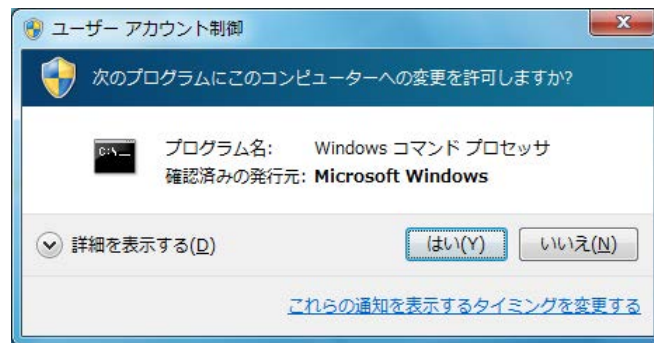 ユーザー アカウント制御
次のプログラムにこのコンピューターへの変更を許可しますか?
C:\_
プログラム名: Windows コマンド プロセッサ
確認済みの発行元: Microsoft Windows
詳細を表示する(D) はい(Y) いいえ(N)
これらの通知を表示するタイミングを変更する